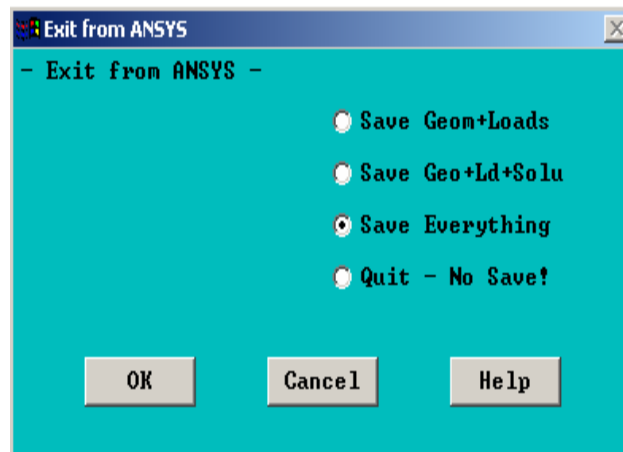 Exit from ANSYS
- Exit from ANSYS -
Save Geom+Loads
Save Geo+Ld+Solu
Save Everything
Quit - No Save!
OK Cancel Help